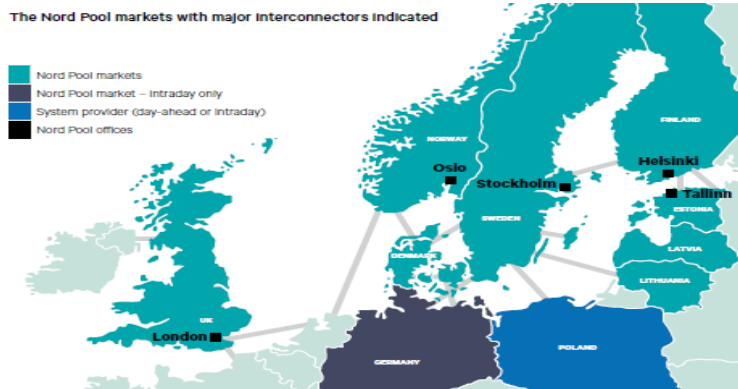 The Nord Pool markets with major interconnectors indicated
Nord Pool markets
Nord Pool market – intraday only
System provider (day-ahead or intraday)
Nord Pool offices
FINLAND
NORWAY
Oslo
Helsinki
Stockholm
Tallinn
ESTONIA
SWEDEN
LATVIA
DENMARK
LITHUANIA
UK
London
POLAND
GERMANY